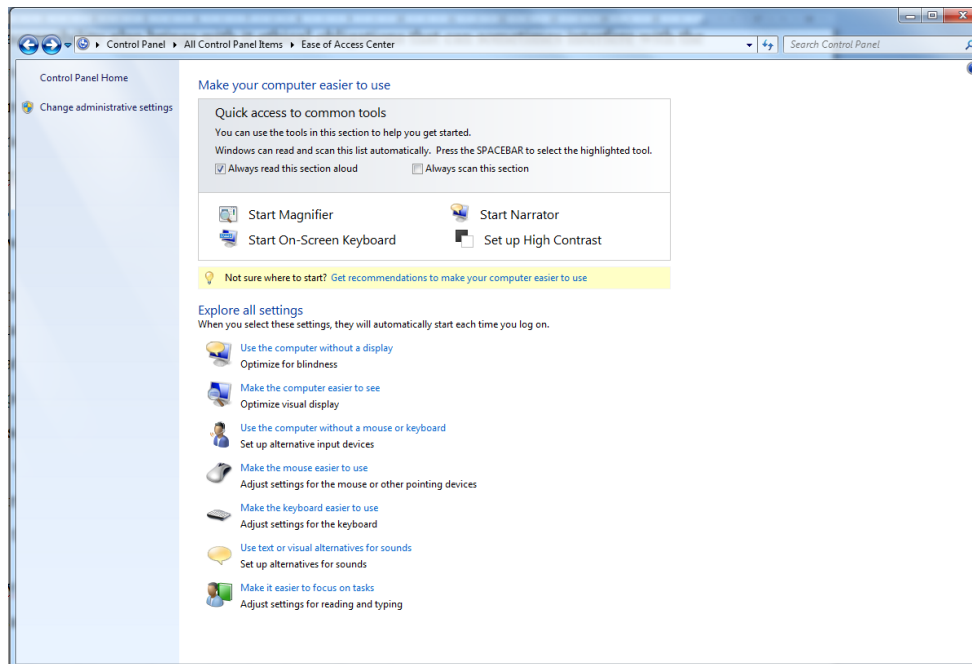 Control Panel ▸ All Control Panel Items ▸ Ease of Access Center
Search Control Panel
Control Panel Home
Change administrative settings
Make your computer easier to use
Quick access to common tools
You can use the tools in this section to help you get started.
Windows can read and scan this list automatically. Press the SPACEBAR to select the highlighted tool.
Always read this section aloud Always scan this section
Start Magnifier Start Narrator
Start On-Screen Keyboard Set up High Contrast
Not sure where to start? Get recommendations to make your computer easier to use
Explore all settings
When you select these settings, they will automatically start each time you log on.
Use the computer without a display
Optimize for blindness
Make the computer easier to see
Optimize visual display
Use the computer without a mouse or keyboard
Set up alternative input devices
Make the mouse easier to use
Adjust settings for the mouse or other pointing devices
Make the keyboard easier to use
Adjust settings for the keyboard
Use text or visual alternatives for sounds
Set up alternatives for sounds
Make it easier to focus on tasks
Adjust settings for reading and typing